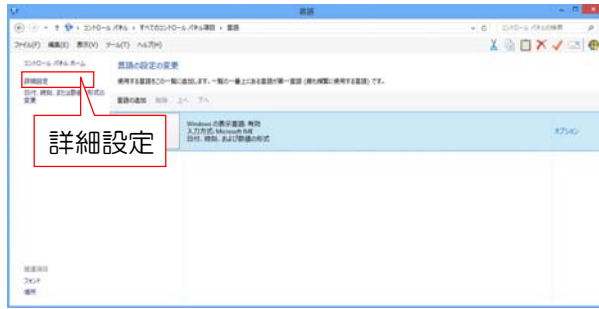 言語
コントロール パネル › すべてのコントロール パネル項目 › 言語
コントロール パネルの検索
ファイル(F) 編集(E) 表示(V) ツール(T) ヘルプ(H)
コントロール パネル ホーム
詳細設定
日付、時刻、または数値の形式の変更
言語の設定の変更
使用する言語をこの一覧に追加します。一覧の一番上にある言語が第一言語 (最も頻繁に使用する言語) です。
言語の追加 削除 上へ 下へ
Windows の表示言語: 有効
入力方式: Microsoft IME
日付、時刻、および数値の形式
オプション
詳細設定
関連項目
フォント
場所